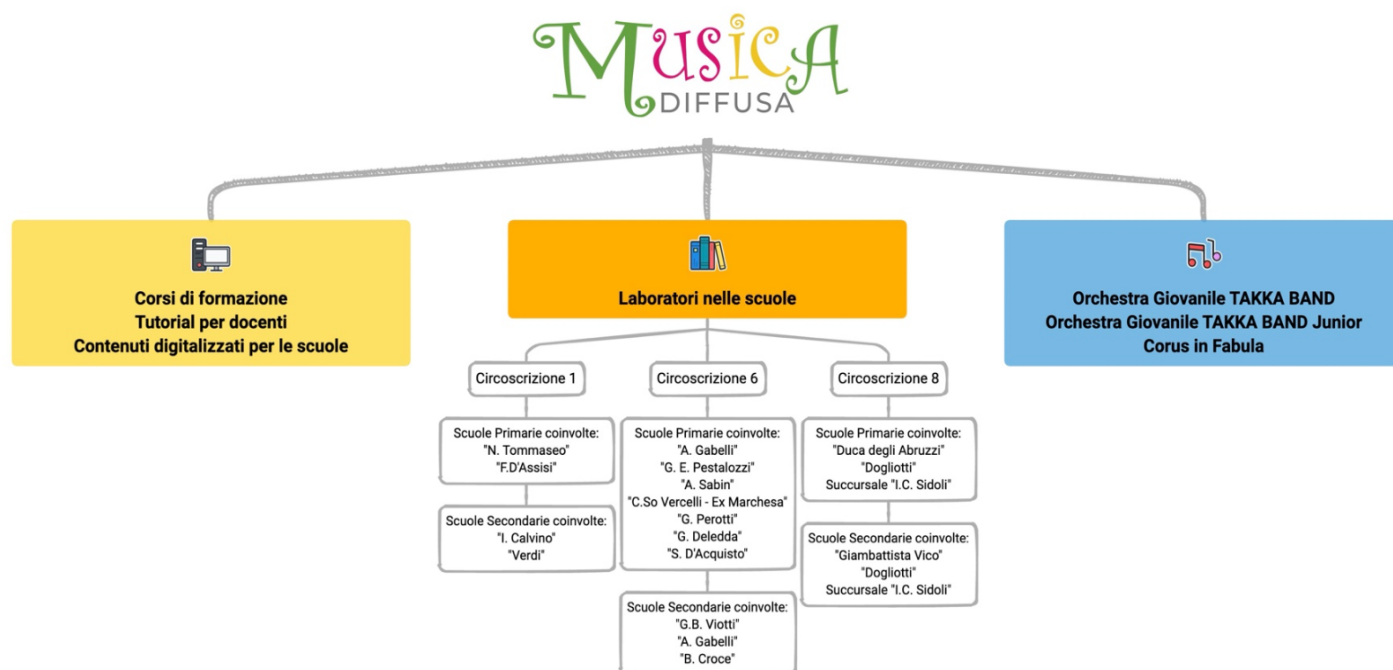 MUSICA
DIFFUSA
Corsi di formazione
Tutorial per docenti
Contenuti digitalizzati per le scuole
Laboratori nelle scuole
Orchestra Giovanile TAKKA BAND
Orchestra Giovanile TAKKA BAND Junior
Corus in Fabula
Circoscrizione 1
Scuole Primarie coinvolte:
"N. Tommaseo"
"F.D'Assisi"
Scuole Secondarie coinvolte:
"I. Calvino"
"Verdi"
Circoscrizione 6
Scuole Primarie coinvolte:
"A. Gabelli"
"G. E. Pestalozzi"
"A. Sabin"
"C.So Vercelli - Ex Marchesa"
"G. Perotti"
"G. Deledda"
"S. D'Acquisto"
Scuole Secondarie coinvolte:
"G.B. Viotti"
"A. Gabelli"
"B. Croce"
Circoscrizione 8
Scuole Primarie coinvolte:
"Duca degli Abruzzi"
"Dogliotti"
Succursale "I.C. Sidoli"
Scuole Secondarie coinvolte:
"Giambattista Vico"
"Dogliotti"
Succursale "I.C. Sidoli"